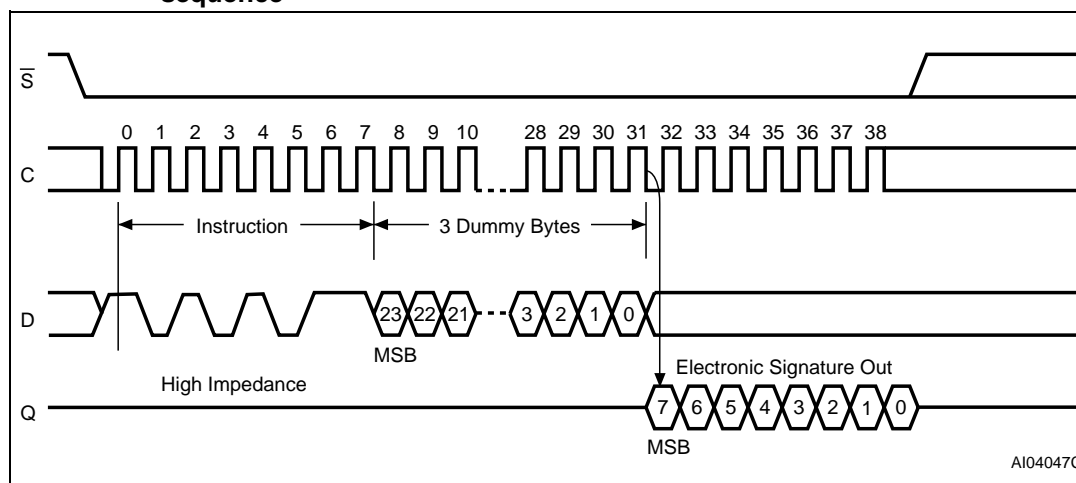 S
0 1 2 3 4 5 6 7 8 9 10 28 29 30 31 32 33 34 35 36 37 38
C
Instruction 3 Dummy Bytes
D 23 22 21 3 2 1 0
MSB
High Impedance Electronic Signature Out
Q 7 6 5 4 3 2 1 0
MSB